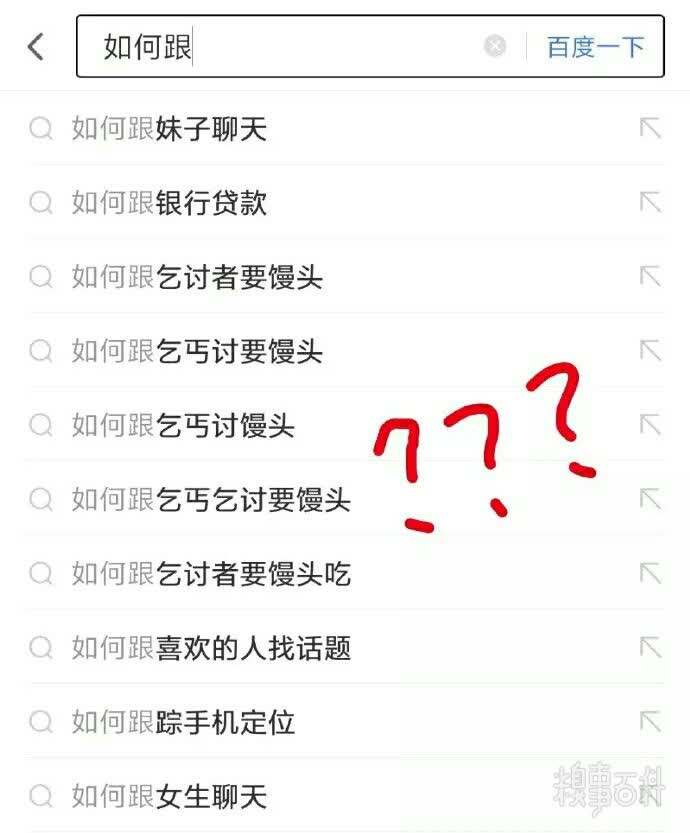 如何跟 百度一下
如何跟妹子聊天
如何跟银行贷款
如何跟乞讨者要馒头
如何跟乞丐讨要馒头
如何跟乞丐讨馒头
如何跟乞丐乞讨要馒头
如何跟乞讨者要馒头吃
如何跟喜欢的人找话题
如何跟踪手机定位
如何跟女生聊天
???
糗事百科